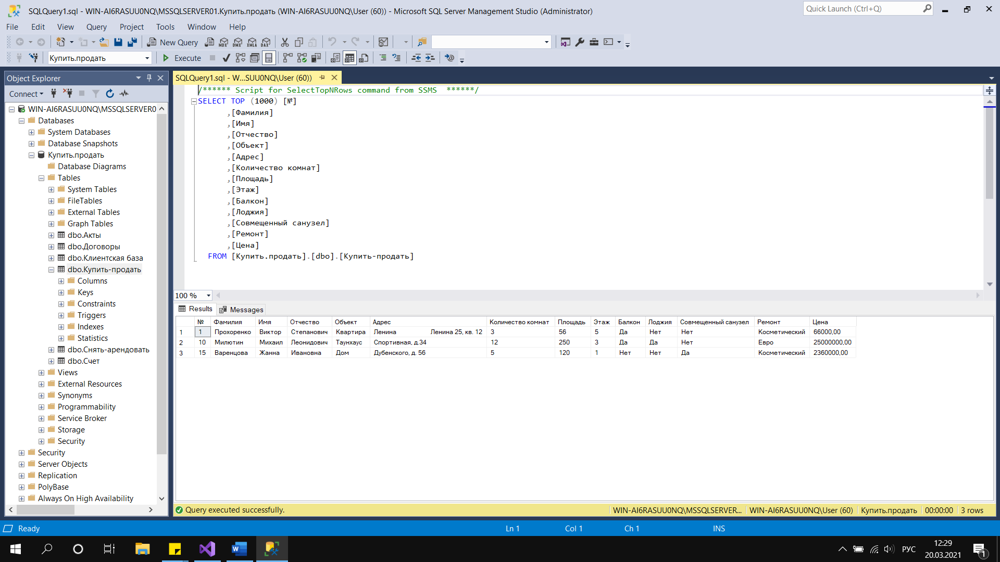 SQLQuery1.sql - WIN-AI6RASUU0NQ\MSSQLSERVER01.Купить.продать (WIN-AI6RASUU0NQ\User (60)) - Microsoft SQL Server Management Studio (Administrator)
Quick Launch (Ctrl+Q)
File Edit View Query Project Tools Window Help
New Query MDX DMX XMLA DAX
Купить.продать Execute
Object Explorer
SQLQuery1.sql - W...SUU0NQ\User (60))
Connect
WIN-AI6RASUU0NQ\MSSQLSERVER0
Databases
System Databases
Database Snapshots
Купить.продать
Database Diagrams
Tables
System Tables
FileTables
External Tables
Graph Tables
dbo.Акты
dbo.Договоры
dbo.Клиентская база
dbo.Купить-продать
Columns
Keys
Constraints
Triggers
Indexes
Statistics
dbo.Снять-арендовать
dbo.Счет
Views
External Resources
Synonyms
Programmability
Service Broker
Storage
Security
Security
Server Objects
Replication
PolyBase
Always On High Availability
/****** Script for SelectTopNRows command from SSMS ******/
SELECT TOP (1000) [№]
,[Фамилия]
,[Имя]
,[Отчество]
,[Объект]
,[Адрес]
,[Количество комнат]
,[Площадь]
,[Этаж]
,[Балкон]
,[Лоджия]
,[Совмещенный санузел]
,[Ремонт]
,[Цена]
FROM [Купить.продать].[dbo].[Купить-продать]
100 %
Results Messages
№ Фамилия Имя Отчество Объект Адрес Количество комнат Площадь Этаж Балкон Лоджия Совмещенный санузел Ремонт Цена
1 1 Прохоренко Виктор Степанович Квартира Ленина Ленина 25, кв. 12 3 56 5 Да Нет Нет Косметический 66000,00
2 10 Милютин Михаил Леонидович Таунхаус Спортивная, д.34 12 250 3 Да Да Нет Евро 25000000,00
3 15 Варенцова Жанна Ивановна Дом Дубенского, д. 56 5 120 1 Нет Нет Да Косметический 2360000,00
Query executed successfully. WIN-AI6RASUU0NQ\MSSQLSERVER... WIN-AI6RASUU0NQ\User (60) Купить.продать 00:00:00 3 rows
Ready Ln 1 Col 1 Ch 1 INS
РУС 12:29
20.03.2021
1